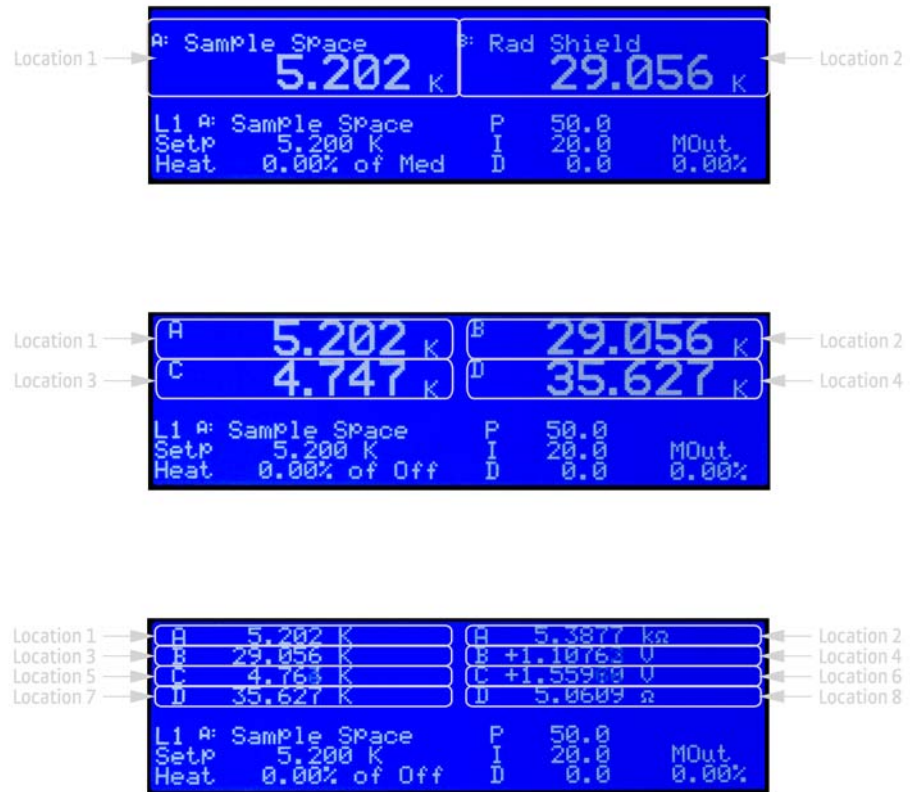 A: Sample Space B: Rad Shield
Location 1 5.202 K 29.056 K Location 2
L1 A: Sample Space P 50.0
Setp 5.200 K I 20.0 MOut
Heat 0.00% of Med D 0.0 0.00%
Location 1 A 5.202 K B 29.056 K Location 2
Location 3 C 4.747 K D 35.627 K Location 4
L1 A: Sample Space P 50.0
Setp 5.200 K I 20.0 MOut
Heat 0.00% of Off D 0.0 0.00%
Location 1 A 5.202 K A 5.3877 kΩ Location 2
Location 3 B 29.056 K B +1.10763 V Location 4
Location 5 C K C V Location 6
Location 7 D 35.627 K D 5.0609 Ω Location 8
L1 A: Sample Space P 50.0
Setp 5.200 K I 20.0 MOut
Heat 0.00% of Off D 0.0 0.00%